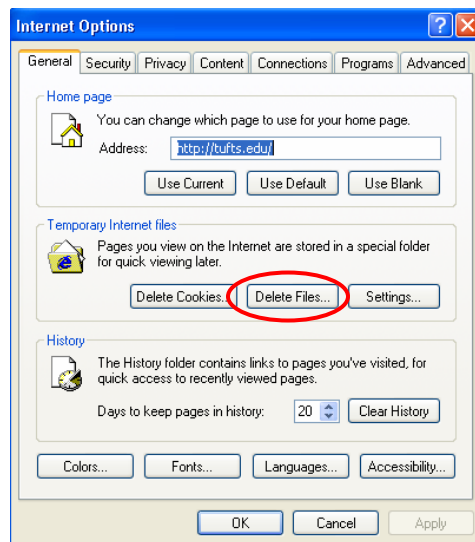 Internet Options
General Security Privacy Content Connections Programs Advanced
Home page
You can change which page to use for your home page.
Address: http://tufts.edu/
Use Current Use Default Use Blank
Temporary Internet files
Pages you view on the Internet are stored in a special folder
for quick viewing later.
Delete Cookies... Delete Files... Settings...
History
The History folder contains links to pages you've visited, for
quick access to recently viewed pages.
Days to keep pages in history: 20 Clear History
Colors... Fonts... Languages... Accessibility...
OK Cancel Apply